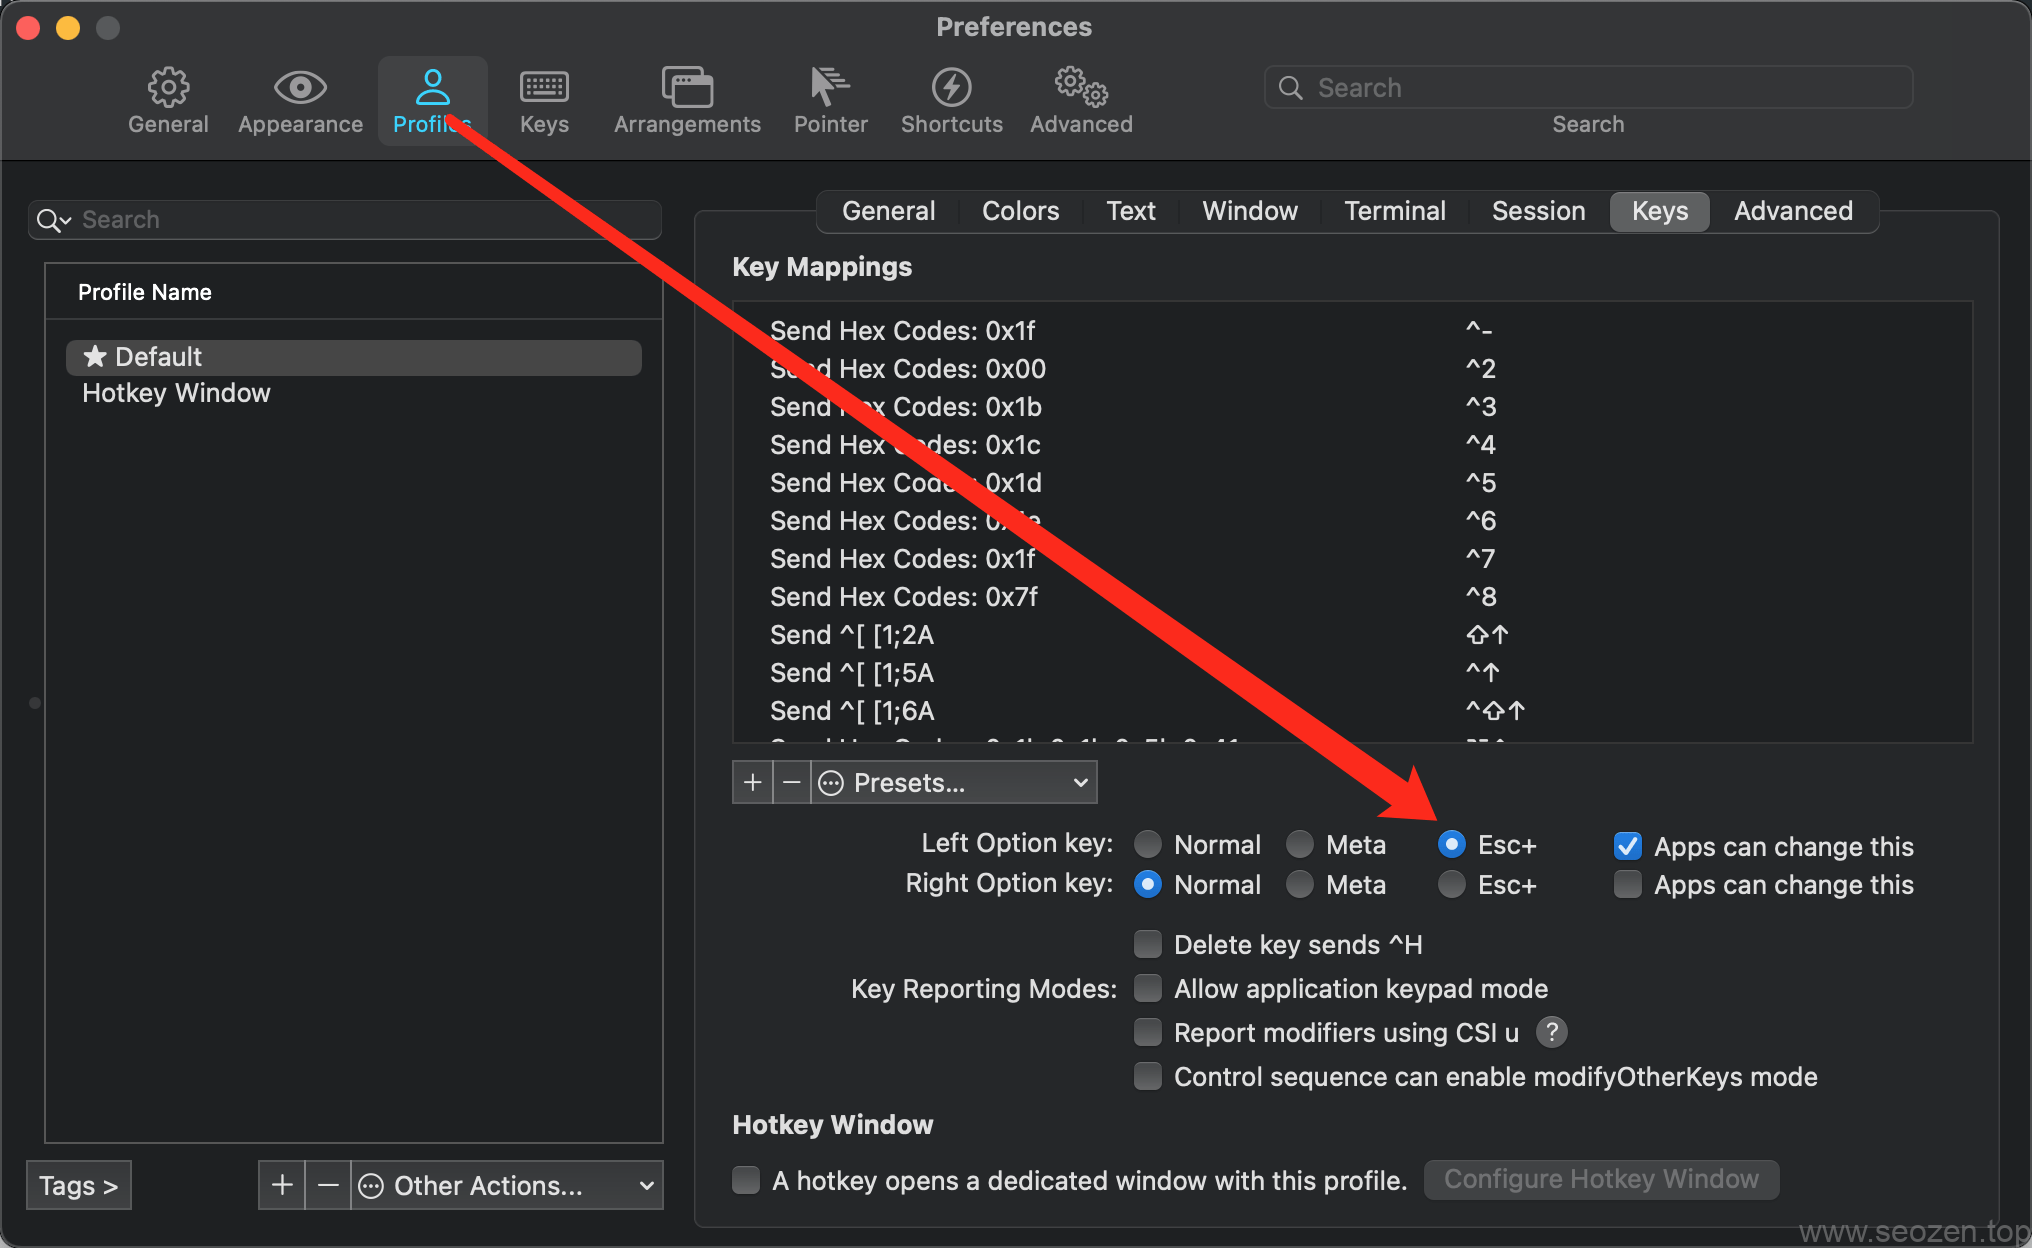 Preferences
General
Appearance
Profiles
Keys
Arrangements
Pointer
Shortcuts
Advanced
Search
Search
Search
Profile Name
★ Default
Hotkey Window
Tags >
+ − Other Actions...
General Colors Text Window Terminal Session Keys Advanced
Key Mappings
Send Hex Codes: 0x1f ^-
Send Hex Codes: 0x00 ^2
Send Hex Codes: 0x1b ^3
Send Hex Codes: 0x1c ^4
Send Hex Codes: 0x1d ^5
Send Hex Codes: 0x1e ^6
Send Hex Codes: 0x1f ^7
Send Hex Codes: 0x7f ^8
Send ^[ [1;2A ⇧↑
Send ^[ [1;5A ^↑
Send ^[ [1;6A ^⇧↑
+ − Presets...
Left Option key: Normal Meta Esc+ Apps can change this
Right Option key: Normal Meta Esc+ Apps can change this
Delete key sends ^H
Key Reporting Modes: Allow application keypad mode
Report modifiers using CSI u ?
Control sequence can enable modifyOtherKeys mode
Hotkey Window
A hotkey opens a dedicated window with this profile. Configure Hotkey Window
www.seozen.top